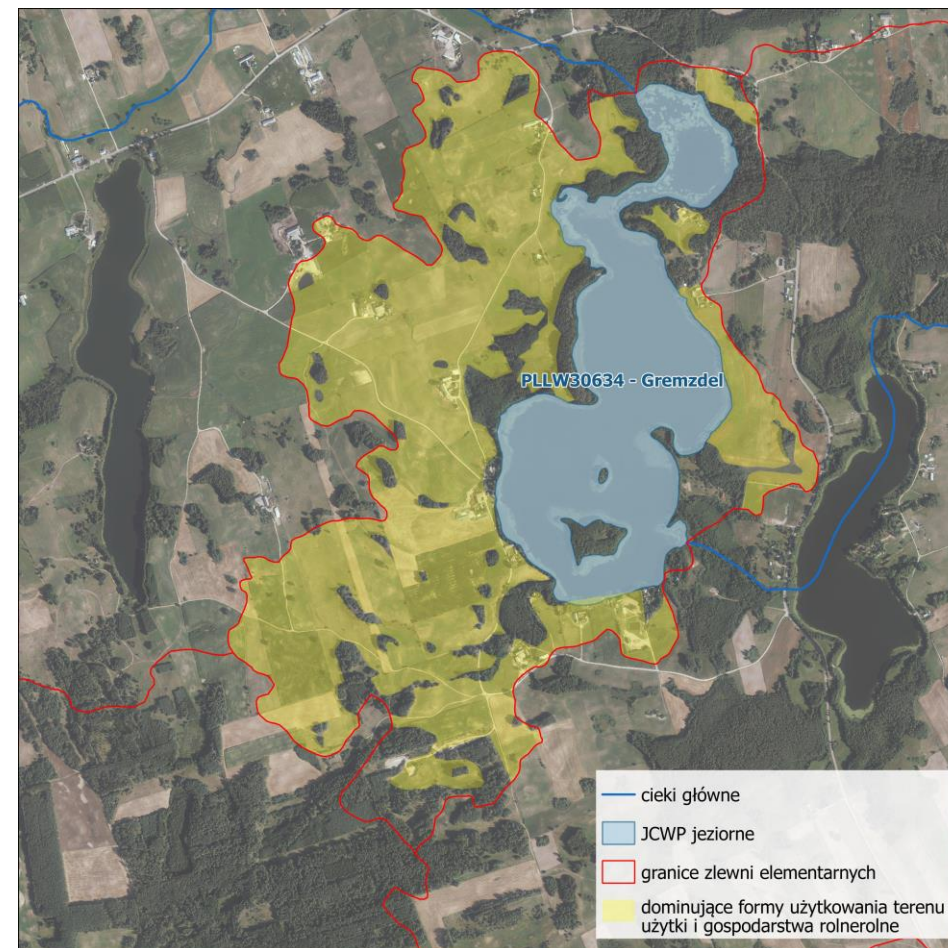 PLLW30634 - Gremzdel
cieki główne
JCWP jeziorne
granice zlewni elementarnych
dominujące formy użytkowania terenu
użytki i gospodarstwa rolnerolne